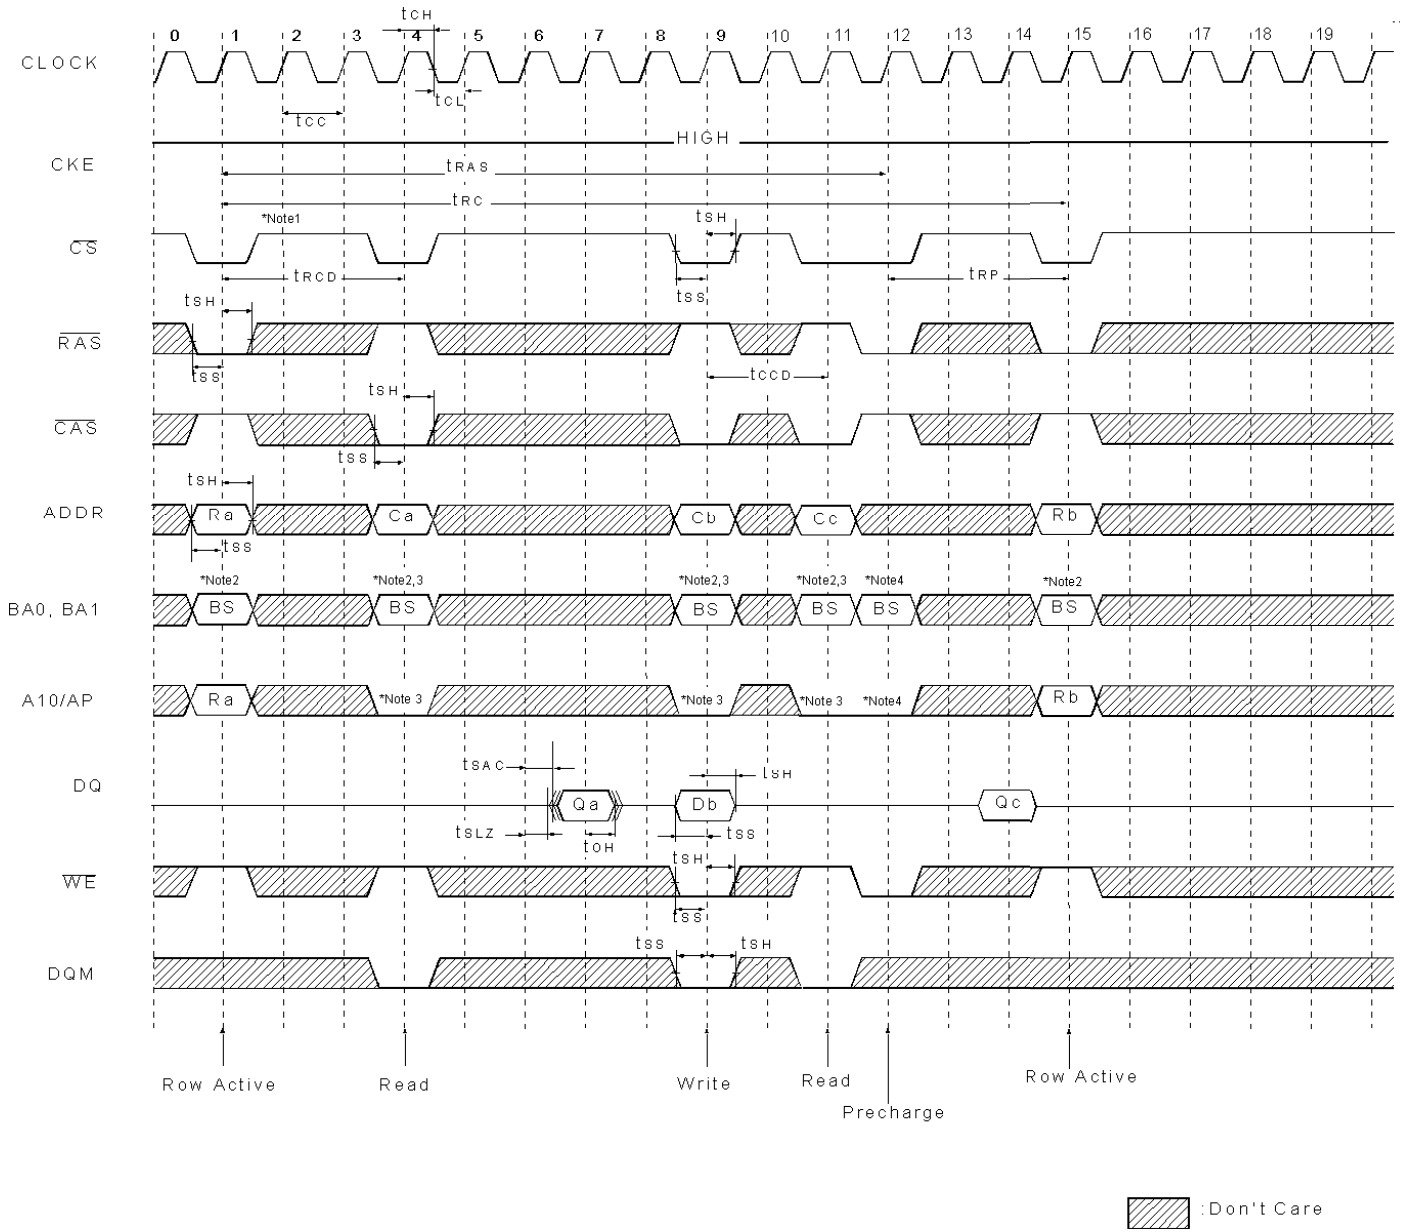 tCH
0 1 2 3 4 5 6 7 8 9 10 11 12 13 14 15 16 17 18 19
CLOCK
tCL
tCC
HIGH
CKE
tRAS
tRC
*Note1
tSH
CS
tRCD
tRP
tSS
tSH
RAS
tSS
tCCD
tSH
CAS
tSS
tSH
ADDR
Ra Ca Cb Cc Rb
tSS
*Note2 *Note2,3 *Note2,3 *Note2,3 *Note4 *Note2
BA0, BA1
BS BS BS BS BS BS
A10/AP
Ra *Note 3 *Note 3 *Note 3 *Note4 Rb
tSAC
tSH
DQ
Qa Db Qc
tSLZ
tOH
tSS
tSH
WE
tSS
tSS tSH
DQM
Row Active Read Write Read Row Active
Precharge
:Don't Care